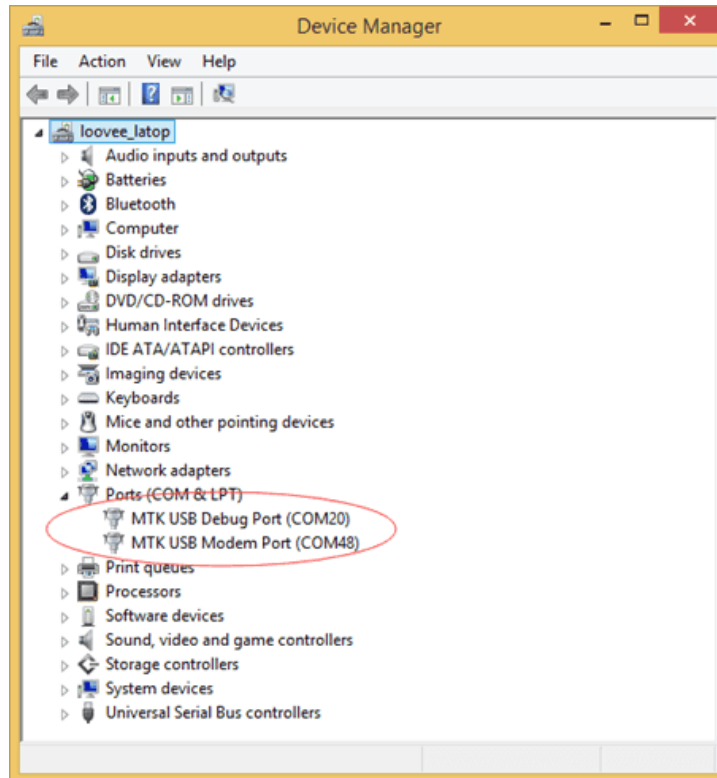 Device Manager
File Action View Help
loovee_latop
Audio inputs and outputs
Batteries
Bluetooth
Computer
Disk drives
Display adapters
DVD/CD-ROM drives
Human Interface Devices
IDE ATA/ATAPI controllers
Imaging devices
Keyboards
Mice and other pointing devices
Monitors
Network adapters
Ports (COM & LPT)
MTK USB Debug Port (COM20)
MTK USB Modem Port (COM48)
Print queues
Processors
Software devices
Sound, video and game controllers
Storage controllers
System devices
Universal Serial Bus controllers